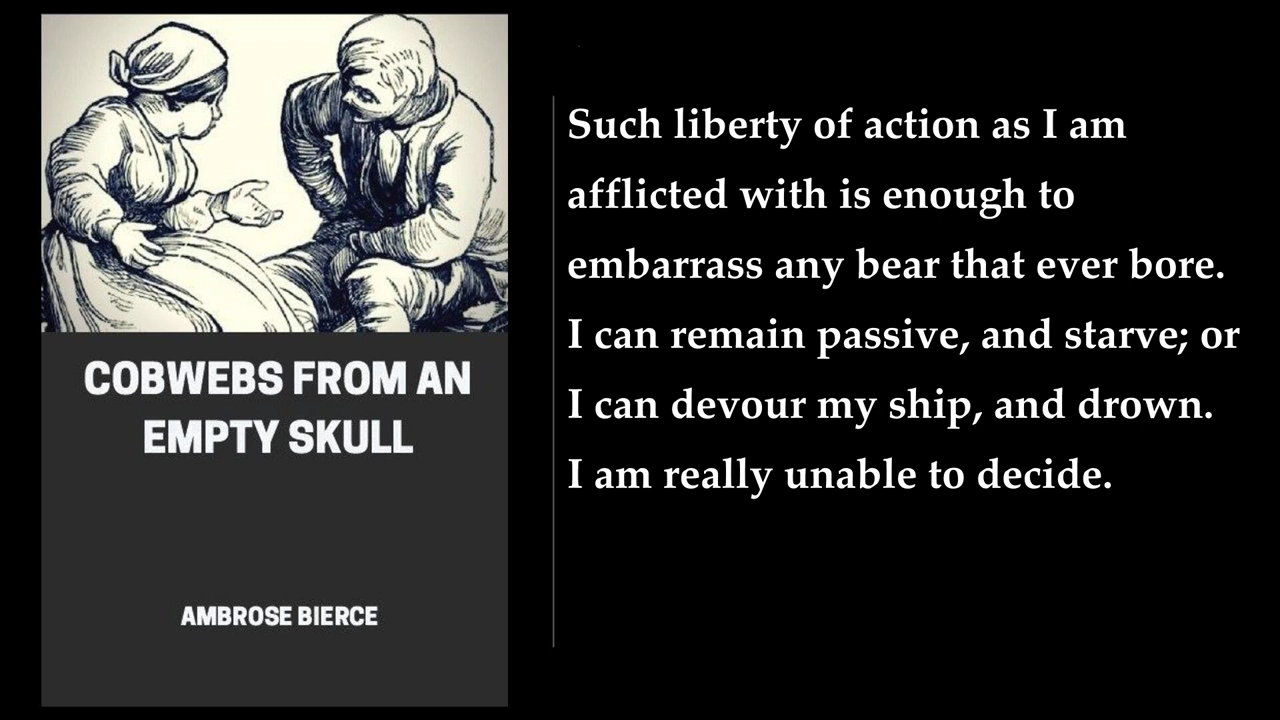 COBWEBS FROM AN
EMPTY SKULL
AMBROSE BIERCE
Such liberty of action as I am
afflicted with is enough to
embarrass any bear that ever bore.
I can remain passive, and starve; or
I can devour my ship, and drown.
I am really unable to decide.